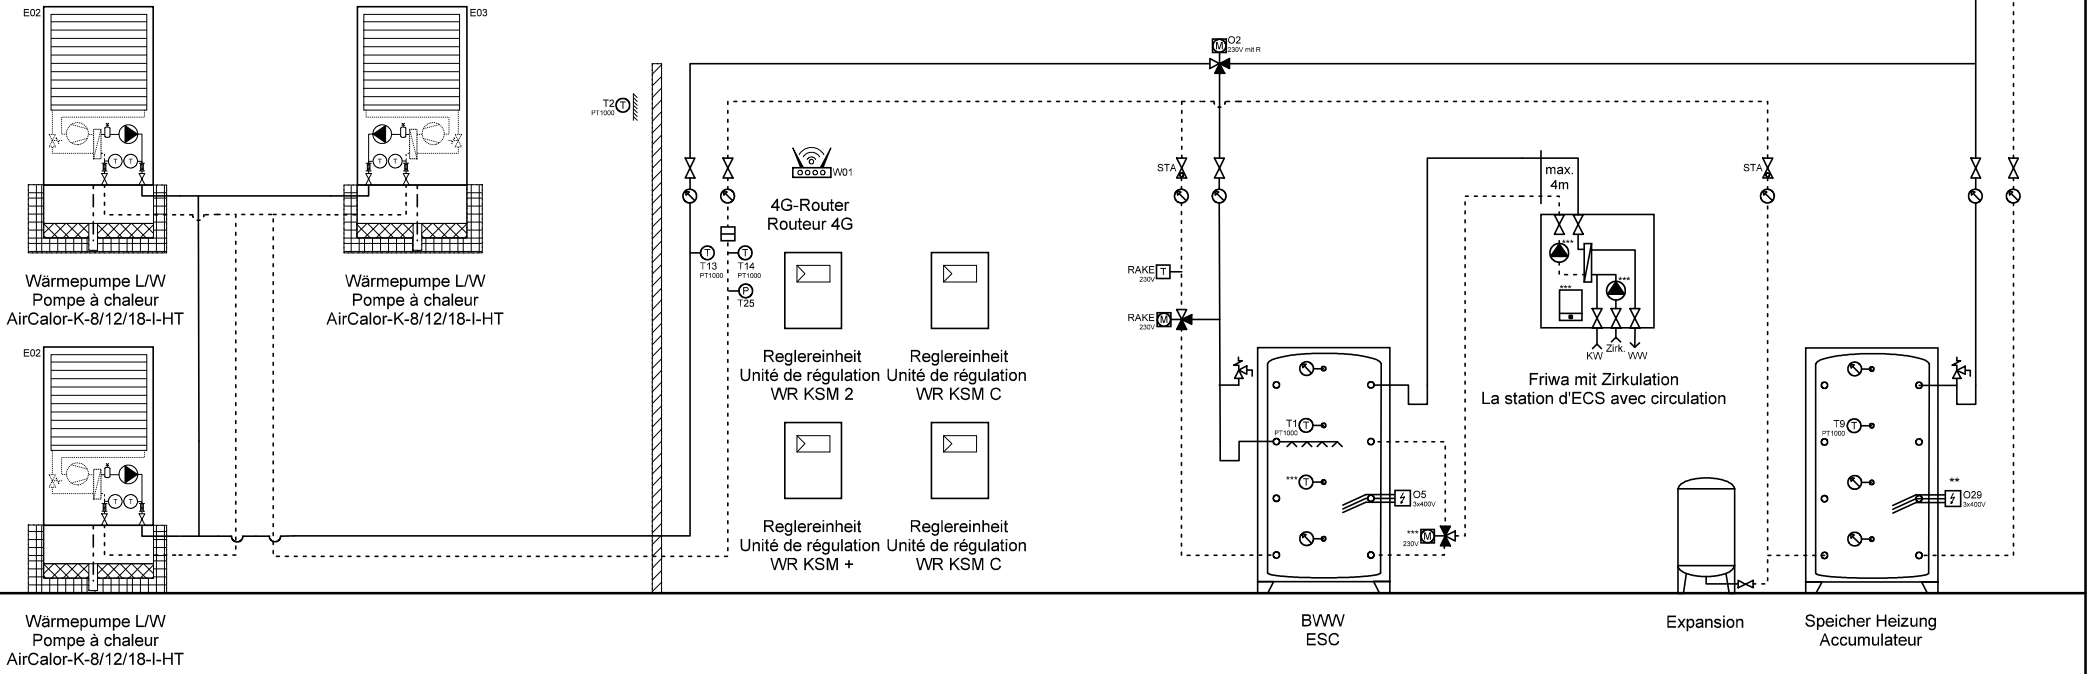 E02
E03
Wärmepumpe L/W
Pompe à chaleur
AirCalor-K-8/12/18-I-HT
Wärmepumpe L/W
Pompe à chaleur
AirCalor-K-8/12/18-I-HT
E02
Wärmepumpe L/W
Pompe à chaleur
AirCalor-K-8/12/18-I-HT
T2
T
PT1000
T
T13
PT1000
T
T14
PT1000
P
T25
W01
4G-Router
Routeur 4G
Reglereinheit
Unité de régulation
WR KSM 2
Reglereinheit
Unité de régulation
WR KSM C
Reglereinheit
Unité de régulation
WR KSM +
Reglereinheit
Unité de régulation
WR KSM C
M
O2
230V mit R
STA
RAKE
T
230V
RAKE
M
230V
T1
T
PT1000
***
T
O5
3x400V
***
M
230V
BWW
ESC
max.
4m
***
***
***
KW
Zirk.
WW
Friwa mit Zirkulation
La station d'ECS avec circulation
STA
Expansion
T9
T
PT1000
**
O29
3x400V
Speicher Heizung
Accumulateur